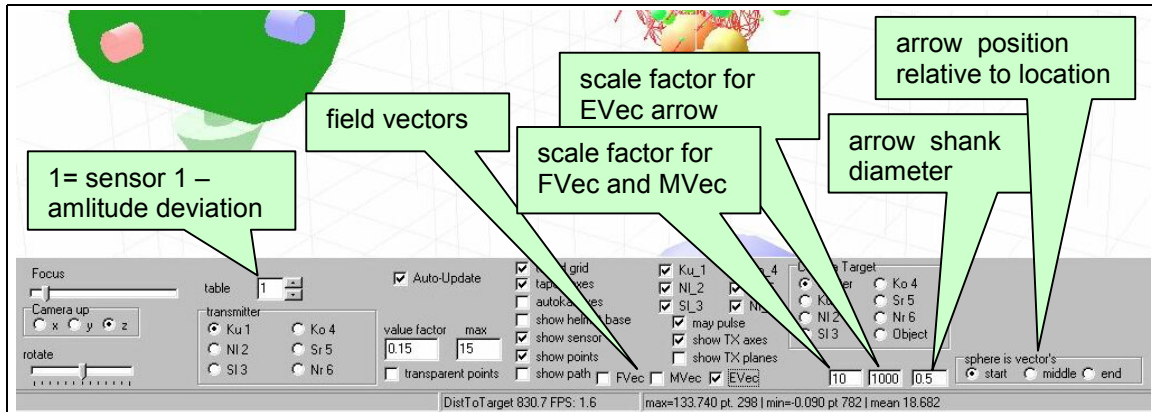 arrow position
relative to location
scale factor for
EVec arrow
field vectors
scale factor for
FVec and MVec
arrow shank
diameter
1= sensor 1 –
amlitude deviation
Focus
Camera up
x y z
rotate
table 1
transmitter
Ku 1 Ko 4
NI 2 Sr 5
SI 3 Nr 6
Auto-Update
value factor max
0.15 15
transparent points
grid
show sensor
show points
show path
FVec MVec EVec
Ku_1 _4
NI_2
SI_3
may pulse
show TX axes
show TX planes
Target
Ko 4
Sr 5
NI 2 Nr 6
SI 3 Object
10 1000 0.5
sphere is vector's
start middle end
DistToTarget 830.7 FPS: 1.6 max=133.740 pt. 298 | min=-0.090 pt 782 | mean 18.682